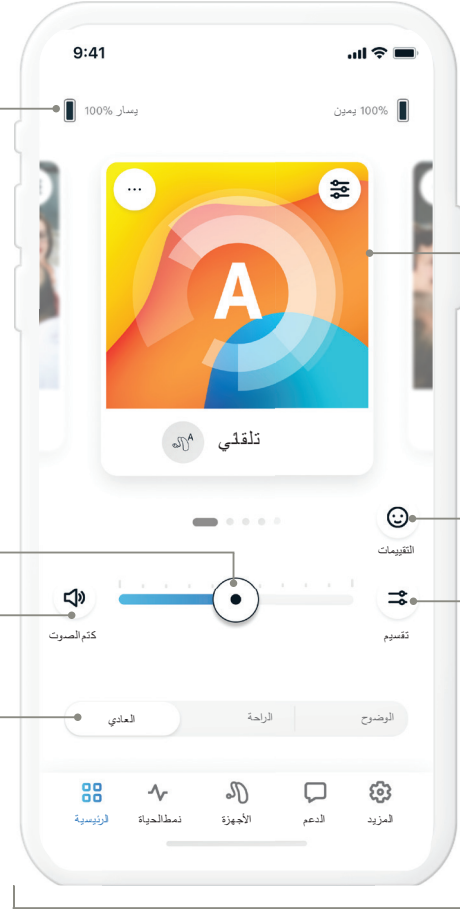 9:41
100% يمين
يسار 100%
A
تلقائي
A
التقييمات
كتم الصوت
تقسيم
الوضوح
الراحة
العادي
المزيد
الدعم
الأجهزة
نمط الحياة
الرئيسية